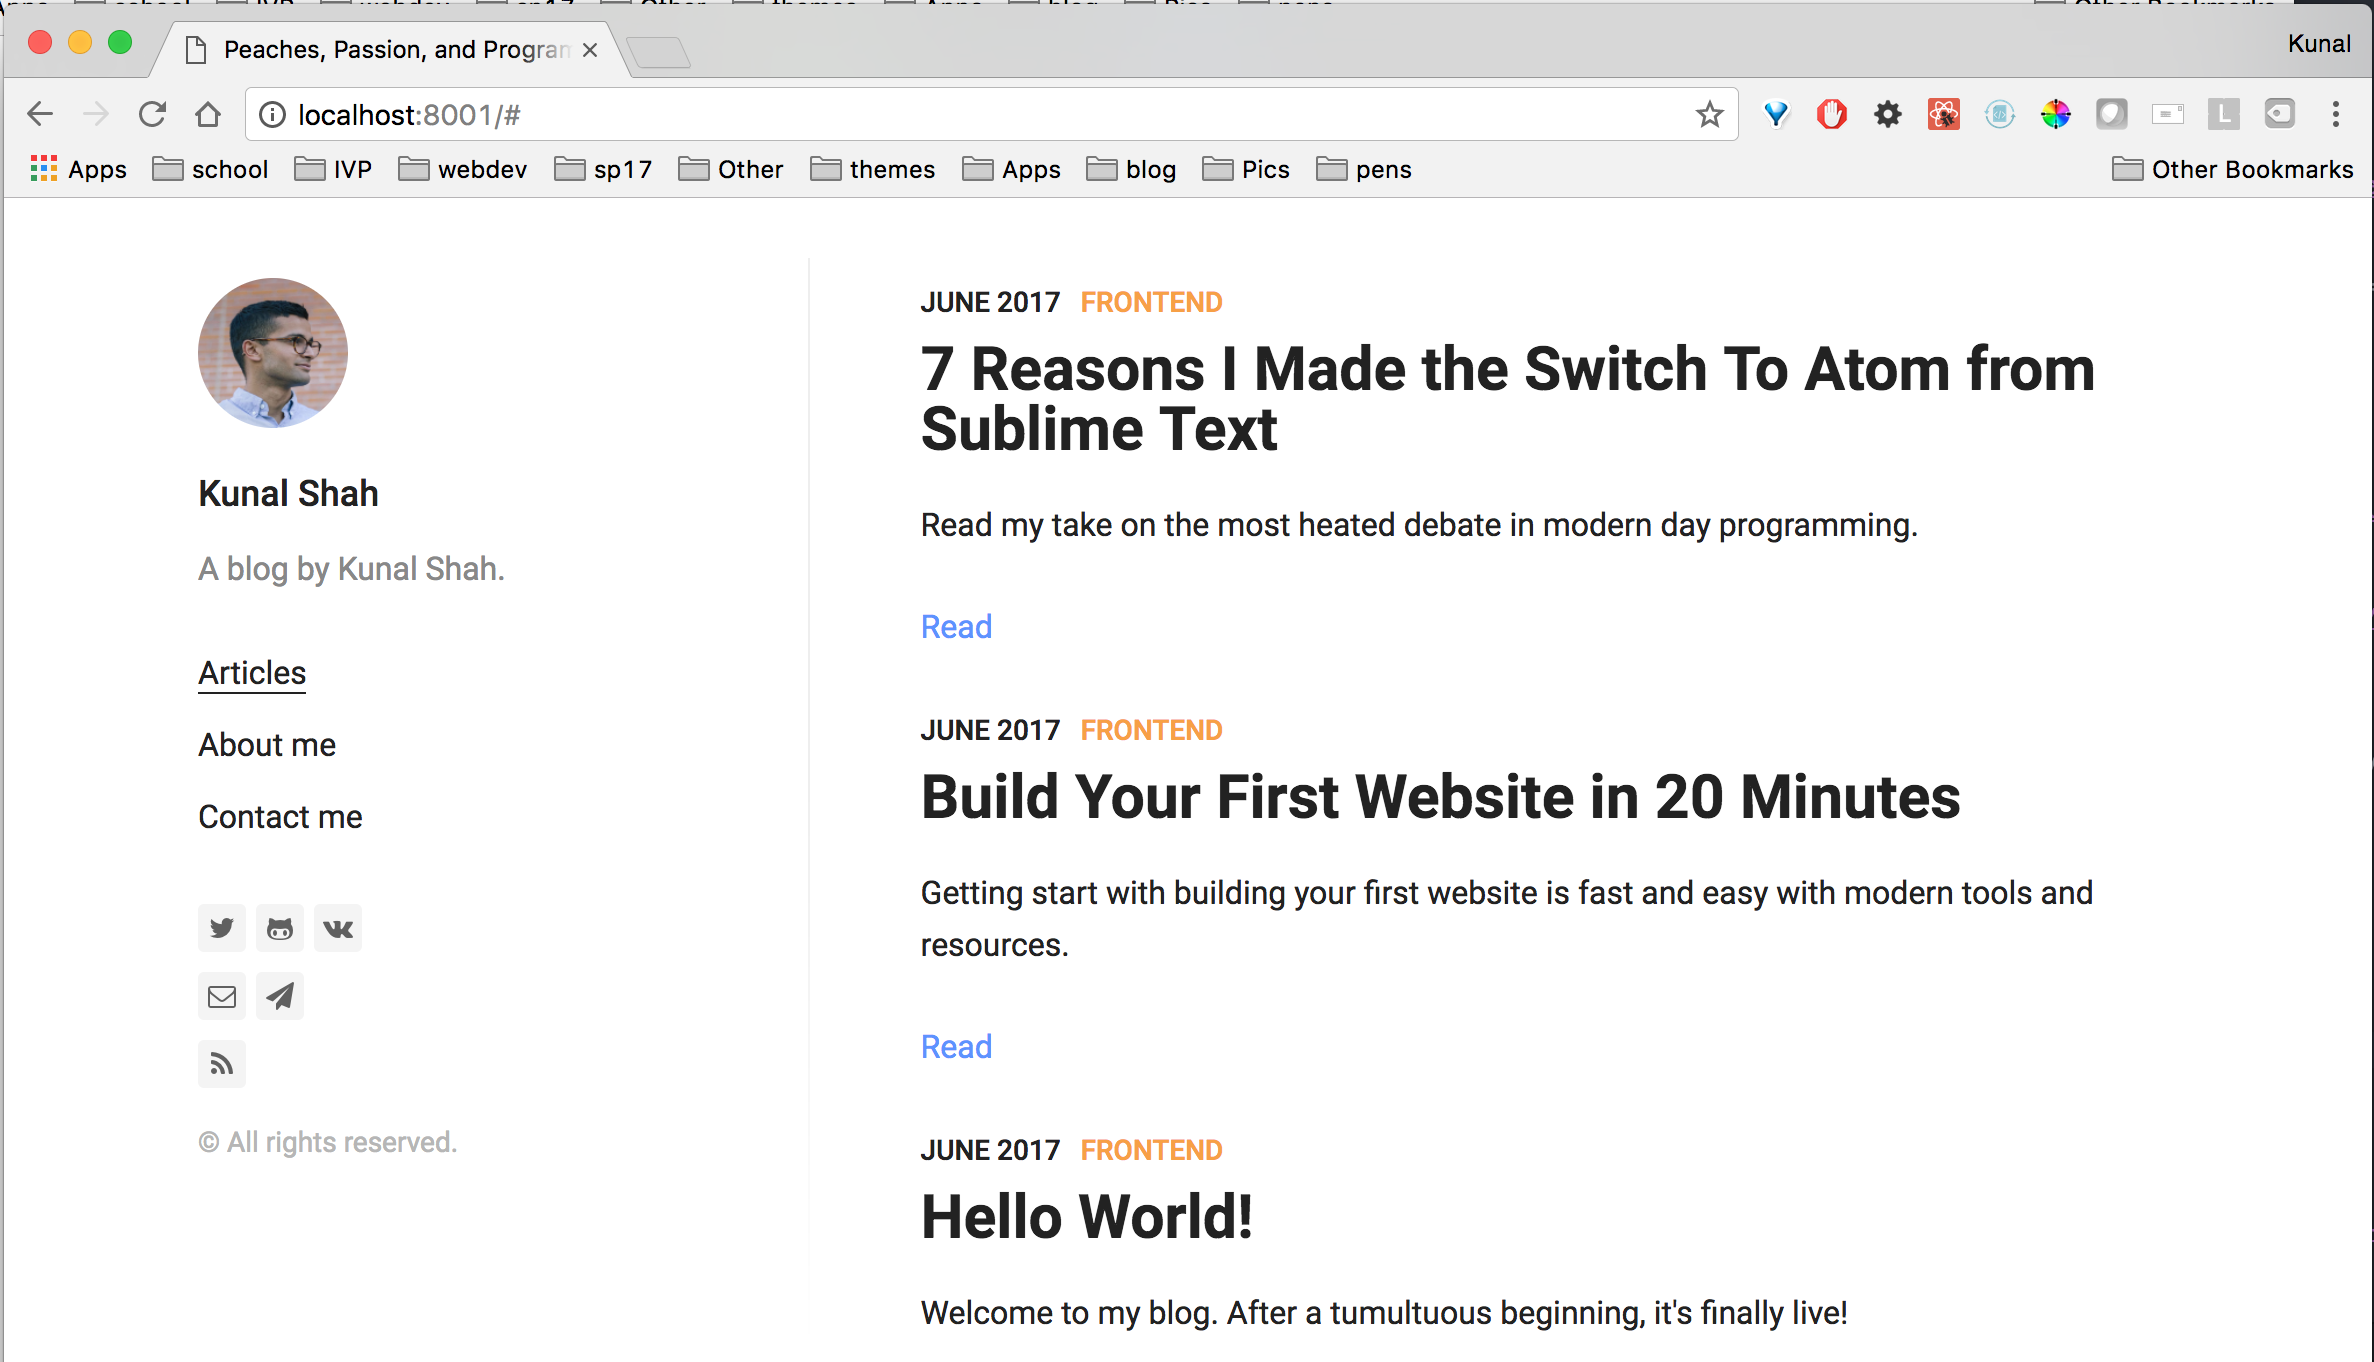 Peaches, Passion, and Program
Kunal
localhost:8001/#
Apps school IVP webdev sp17 Other themes Apps blog Pics pens Other Bookmarks
Kunal Shah
A blog by Kunal Shah.
Articles
About me
Contact me
© All rights reserved.
JUNE 2017 FRONTEND
7 Reasons I Made the Switch To Atom from
Sublime Text
Read my take on the most heated debate in modern day programming.
Read
JUNE 2017 FRONTEND
Build Your First Website in 20 Minutes
Getting start with building your first website is fast and easy with modern tools and
resources.
Read
JUNE 2017 FRONTEND
Hello World!
Welcome to my blog. After a tumultuous beginning, it's finally live!